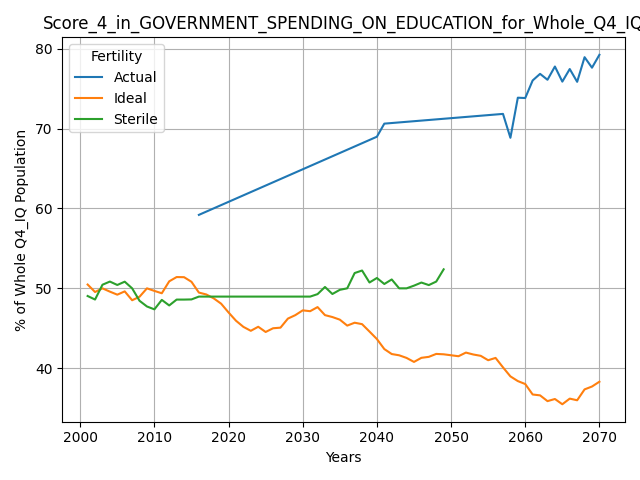 Score_4_in_GOVERNMENT_SPENDING_ON_EDUCATION_for_Whole_Q4_IQ
80
70
60
50
40
% of Whole Q4_IQ Population
Fertility
Actual
Ideal
Sterile
2000 2010 2020 2030 2040 2050 2060 2070
Years